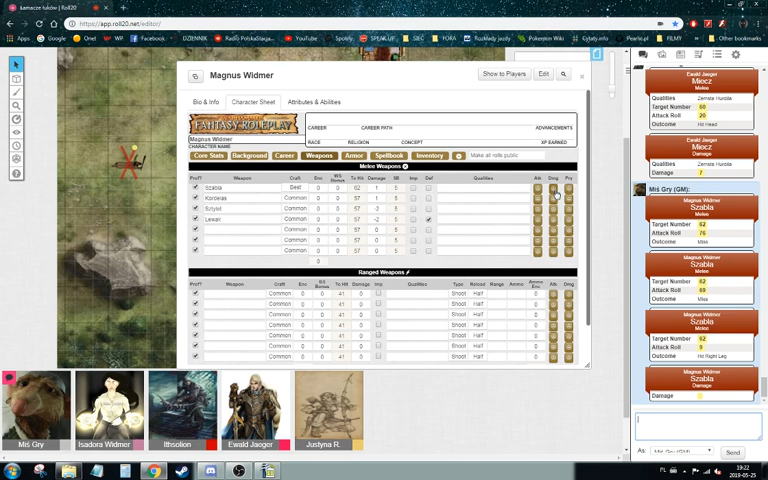 Łamacze łuków | Roll20
https://app.roll20.net/editor/
Apps
Google
Onet
WP
Facebook
DZIENNIK
Radio PolskaStacja...
YouTube
Spotify
SPEAK UP
SIEĆ
FORA
Rozkłady jazdy
Pokemon Wiki
Cytaty.info
Pearltrees
FILMY
Other bookmarks
Magnus Widmer
Show to Players
Edit
Bio & Info
Character Sheet
Attributes & Abilities
FANTASY ROLEPLAY
Magnus Widmer
CHARACTER NAME
CAREER CAREER PATH ADVANCEMENTS
RACE RELIGION CONCEPT XP EARNED
Core Stats
Background
Career
Weapons
Armor
Spellbook
Inventory
Make all rolls public
Melee Weapons
Prof? Weapon Craft Enc WS Bonus To Hit Damage SB Imp Def Qualities Atk Dmg Pry
Szabla Best 0 0 62 1 5
Kordelas Common 0 0 57 1 5
Sztylet Common 0 0 57 -3 5
Lewak Common 0 0 57 -2 5
Common 0 0 57 0 5
Common 0 0 57 0 5
Common 0 0 57 0 5
0
Ranged Weapons
Prof? Weapon Craft Enc WS Bonus To Hit Damage Imp Qualities Type Reload Range Ammo Ammo Enc Atk Dmg
Common 0 0 41 0 Shoot Half 0
Common 0 0 41 0 Shoot Half 0
Common 0 0 41 0 Shoot Half 0
Common 0 0 41 0 Shoot Half 0
Common 0 0 41 0 Shoot Half 0
Common 0 0 41 0 Shoot Half 0
Common 0 0 41 0 Shoot Half 0
Ewald Jaeger
Miecz
Melee
Qualities Zemsta Hurolla
Target Number 60
Attack Roll 20
Outcome Hit Head
Ewald Jaeger
Miecz
Damage
Qualities Zemsta Hurolla
Damage 7
Miś Gry (GM):
Magnus Widmer
Szabla
Melee
Target Number 62
Attack Roll 76
Outcome Miss
Magnus Widmer
Szabla
Melee
Target Number 62
Attack Roll 69
Outcome Miss
Magnus Widmer
Szabla
Melee
Target Number 62
Attack Roll 9
Outcome Hit Right Leg
Magnus Widmer
Szabla
Damage
Damage
As: Miś Gry (GM)
Send
Miś Gry
Isadora Widmer
Ithsolion
Ewald Jaeger
Justyna R.
PL
19:22
2019-05-25